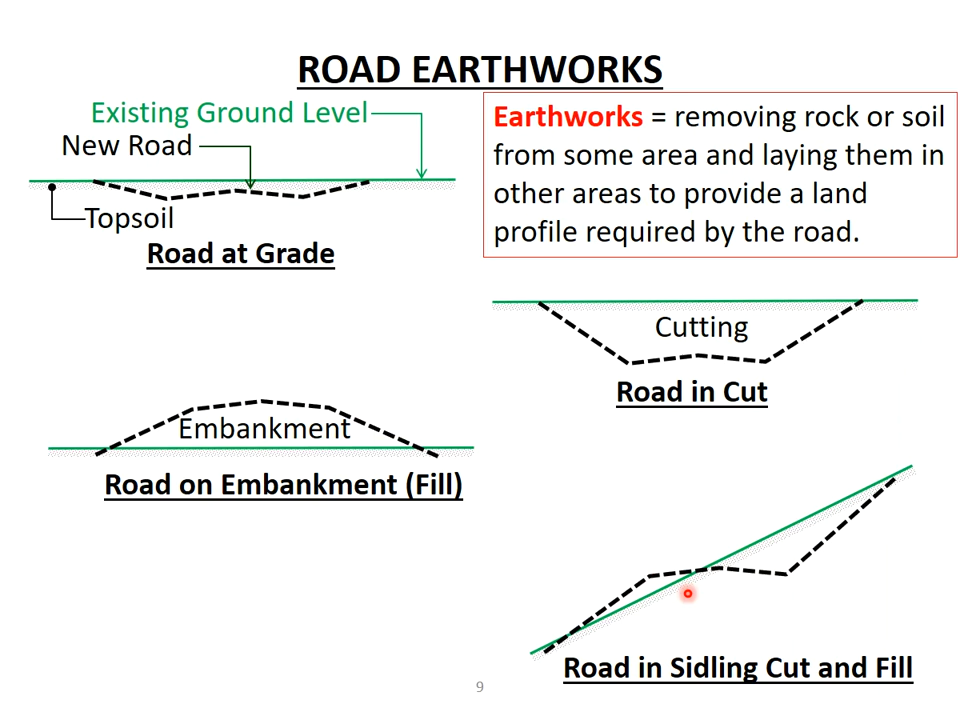 ROAD EARTHWORKS
Existing Ground Level
New Road
Topsoil
Road at Grade
Earthworks = removing rock or soil
from some area and laying them in
other areas to provide a land
profile required by the road.
Cutting
Road in Cut
Embankment
Road on Embankment (Fill)
Road in Sidling Cut and Fill
9